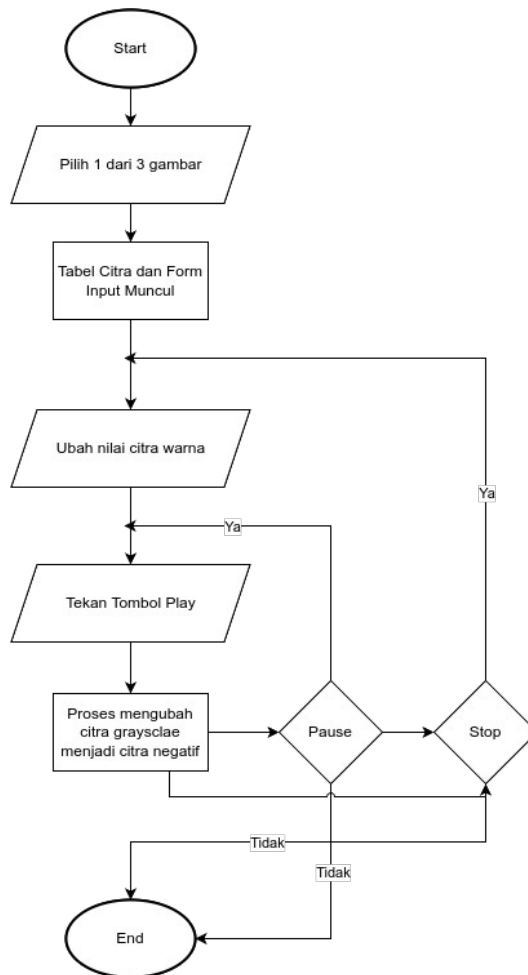 Start
Pilih 1 dari 3 gambar
Tabel Citra dan Form
Input Muncul
Ubah nilai citra warna
Ya
Ya
Tekan Tombol Play
Proses mengubah
citra graysclae
menjadi citra negatif
Pause
Stop
Tidak
Tidak
End